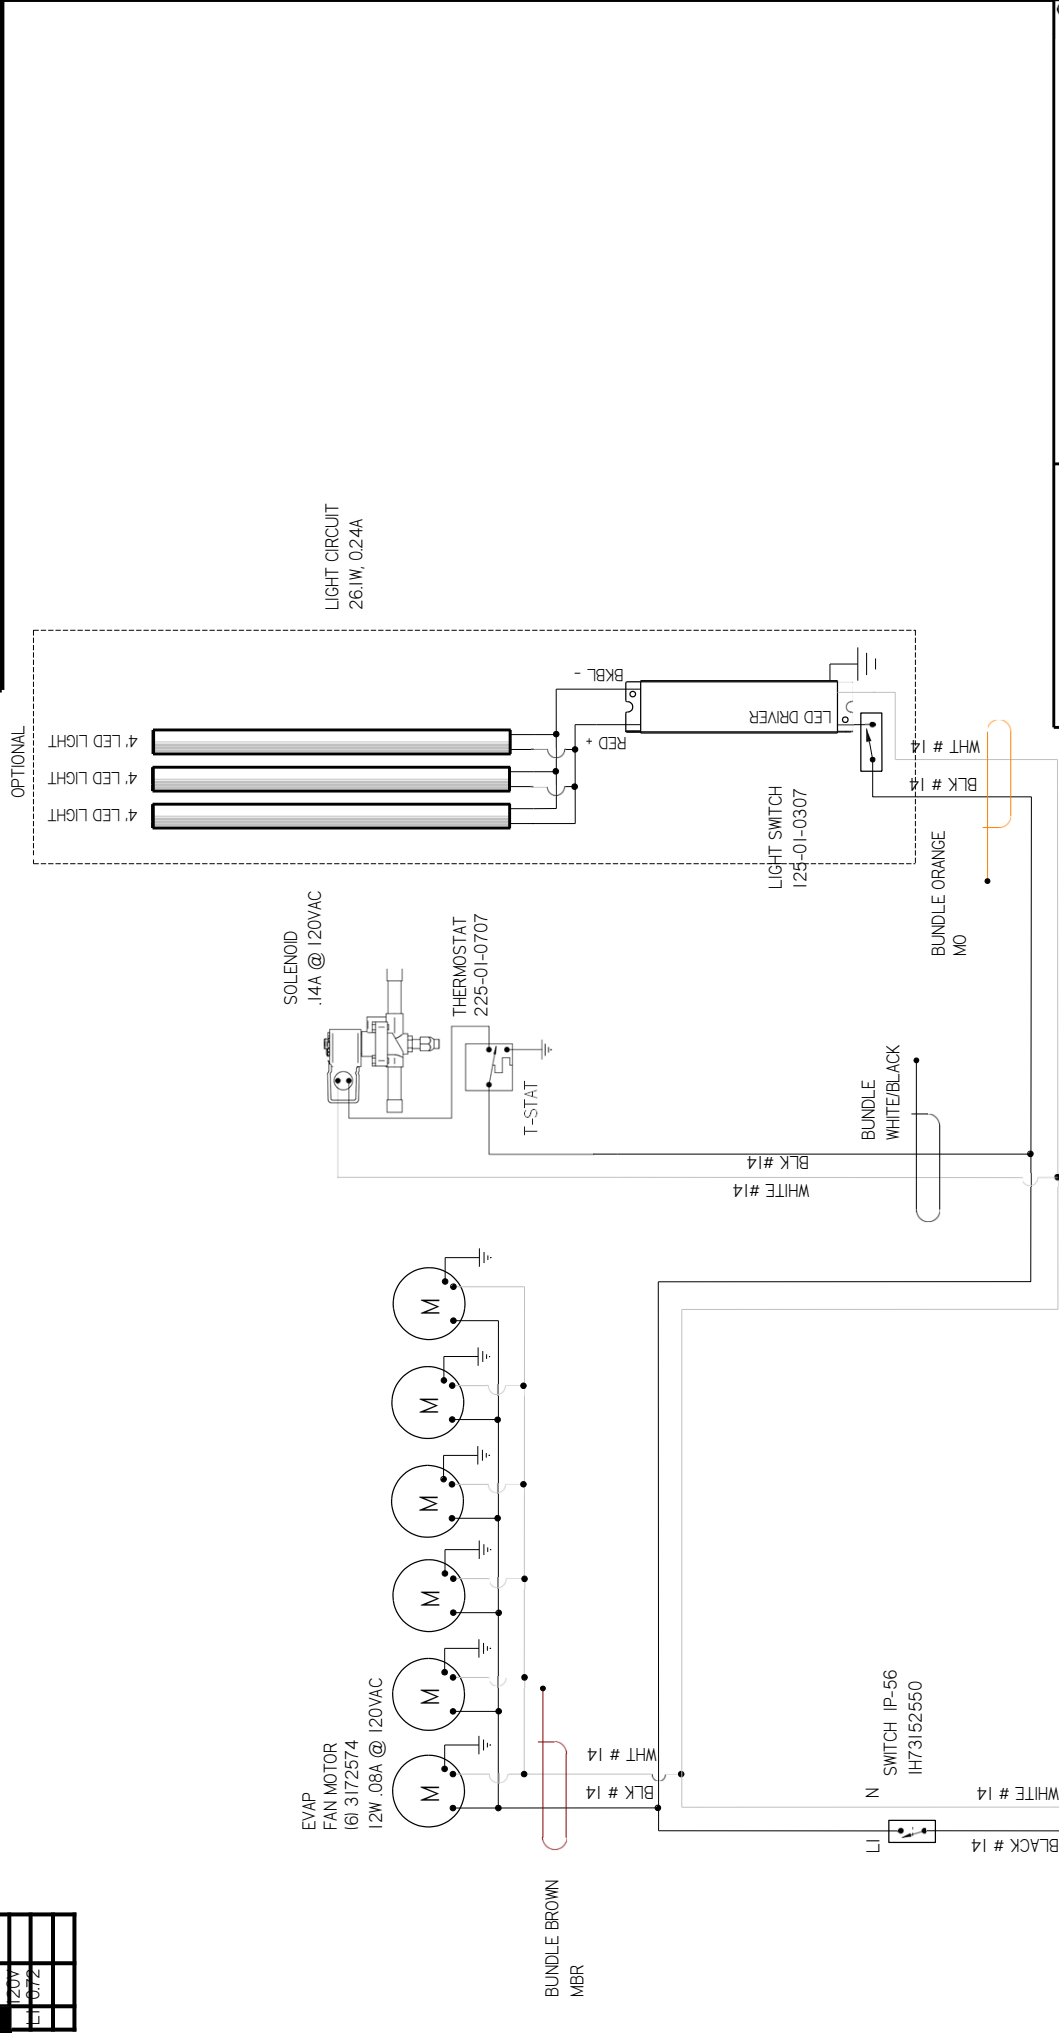 OPTIONAL
4' LED LIGHT
4' LED LIGHT
4' LED LIGHT
LIGHT CIRCUIT
26.1W, 0.24A
BKBL -
RED +
LED DRIVER
LIGHT SWITCH
125-01-0307
WHT # 14
BLK # 14
BUNDLE ORANGE
MO
SOLENOID
.14A @ 120VAC
THERMOSTAT
225-01-0707
T-STAT
BUNDLE
WHITE/BLACK
BLK #14
WHITE #14
M
M
M
M
M
M
EVAP
FAN MOTOR
(6) 3172574
12W .08A @ 120VAC
WHT # 14
BLK # 14
BUNDLE BROWN
MBR
SWITCH IP-56
1H73152550
N
L1
WHITE # 14
BLACK # 14
120V
L1 0.72